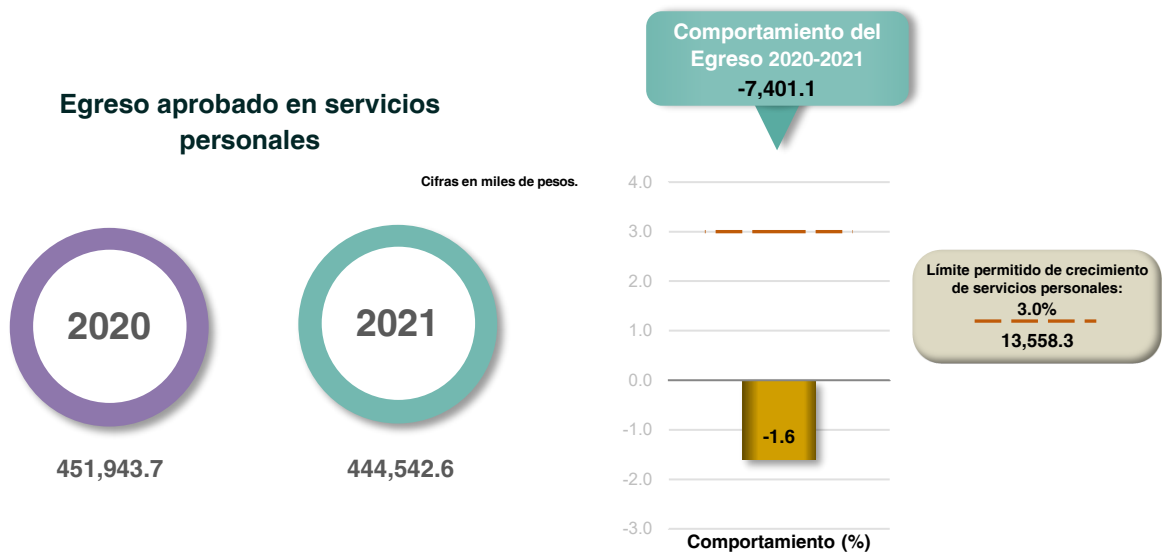 Comportamiento del
Egreso 2020-2021
-7,401.1
Egreso aprobado en servicios
personales
Cifras en miles de pesos.
2020
2021
451,943.7
444,542.6
4.0
3.0
2.0
1.0
0.0
-1.0
-2.0
-3.0
-1.6
Comportamiento (%)
Límite permitido de crecimiento
de servicios personales:
3.0%
13,558.3